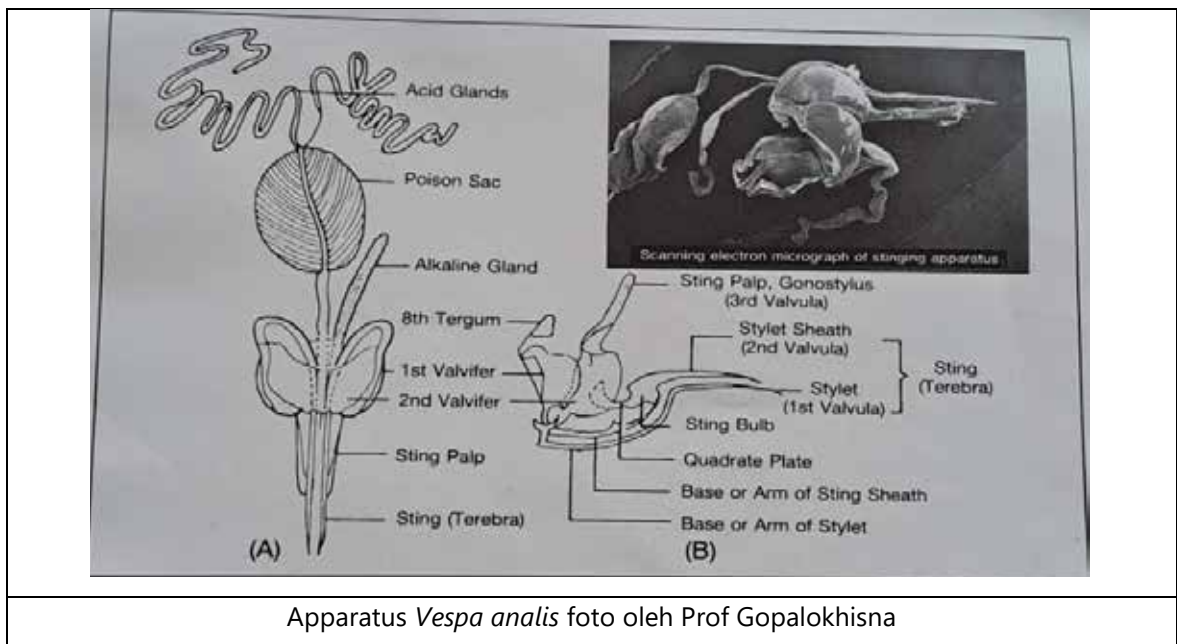 Acid Glands
Poison Sac
Alkaline Gland
8th Tergum
1st Valvifer
2nd Valvifer
Sting Palp
Sting (Terebra)
(A)
Scanning electron micrograph of stinging apparatus
Sting Palp, Gonostylus
(3rd Valvula)
Stylet Sheath
(2nd Valvula)
Sting
(Terebra)
Stylet
(1st Valvula)
Sting Bulb
Quadrate Plate
Base or Arm of Sting Sheath
Base or Arm of Stylet
(B)
Apparatus Vespa analis foto oleh Prof Gopalokhisna